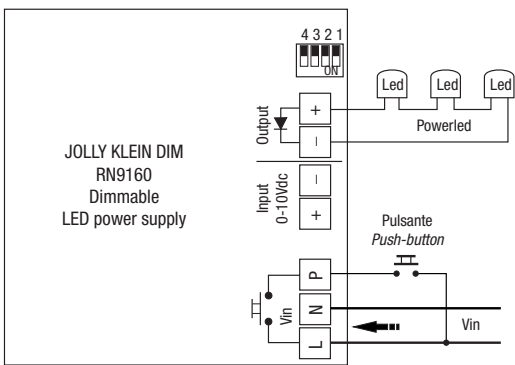 4 3 2 1
ON
Led
Led
Led
Output
+
−
Powerled
JOLLY KLEIN DIM
RN9160
Dimmable
LED power supply
Input
0-10Vdc
−
+
Pulsante
Push-button
P
N
L
Vin
Vin